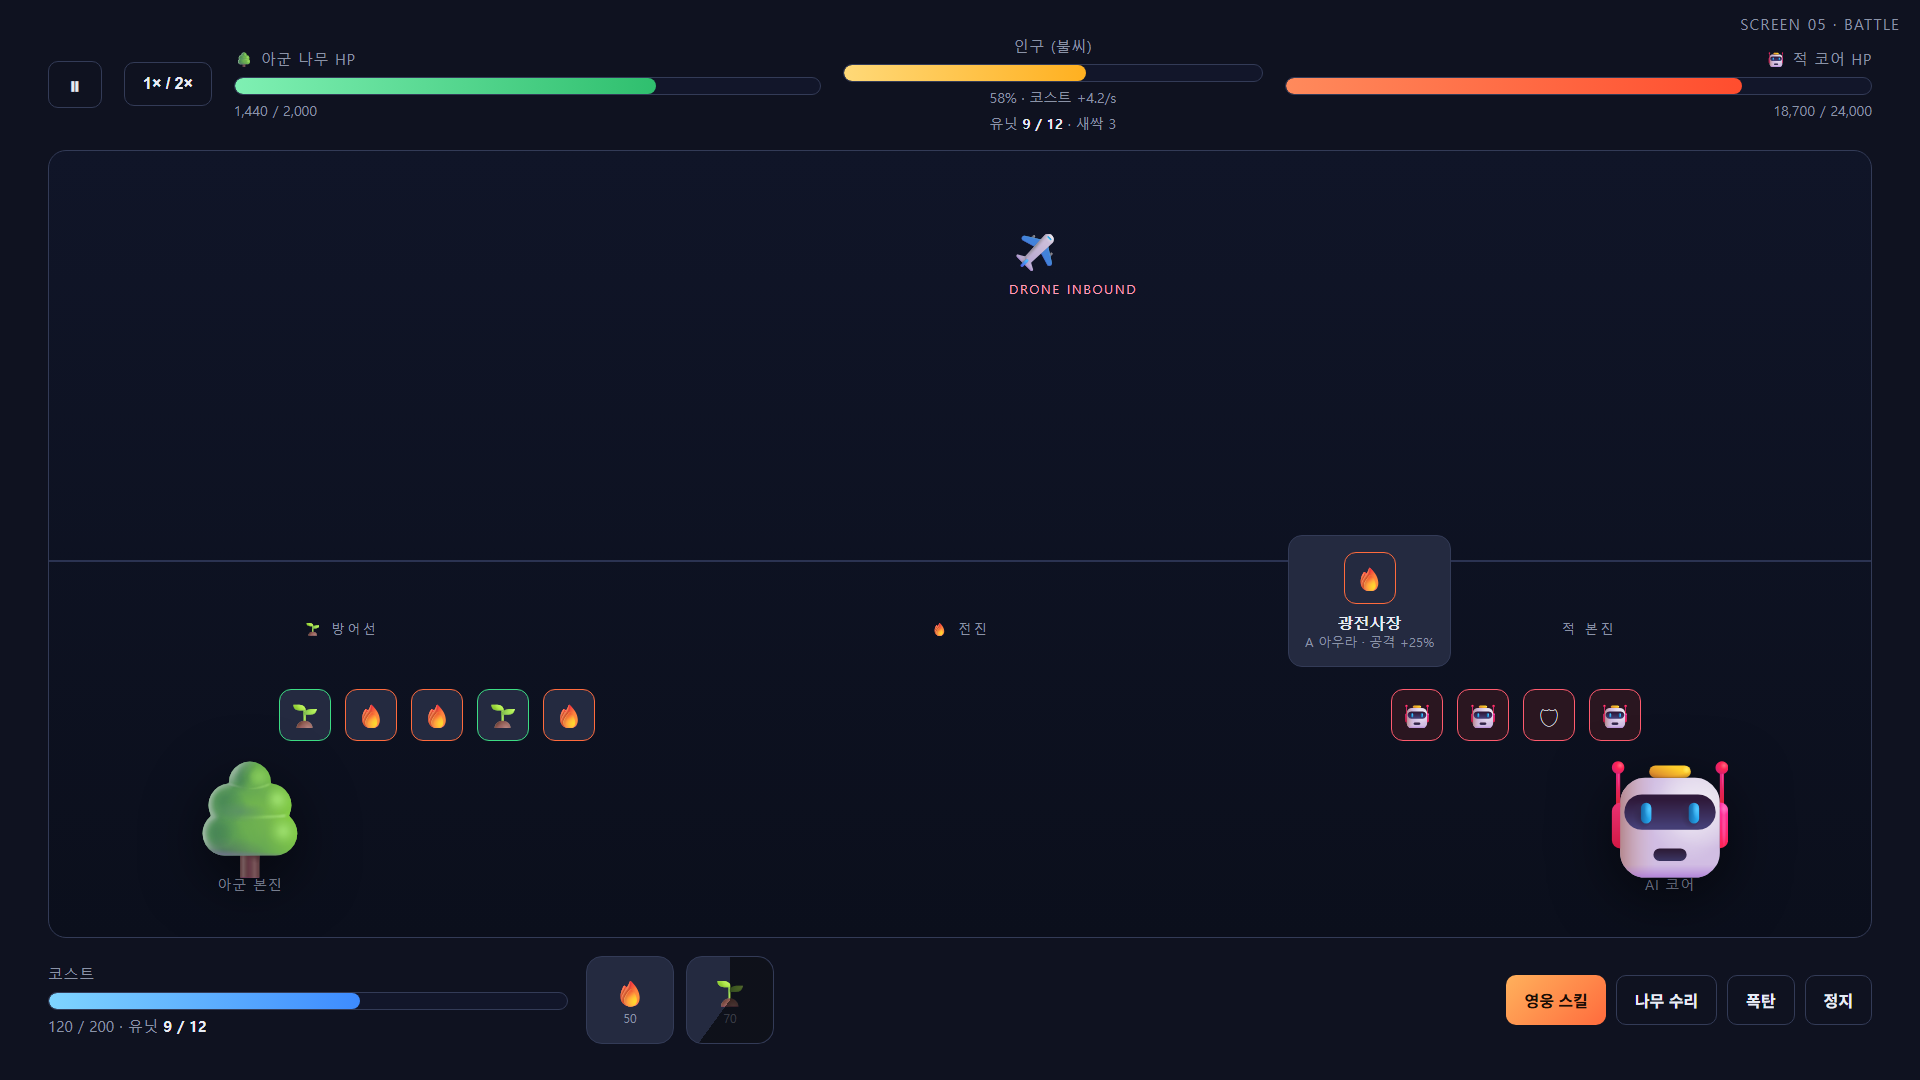 SCREEN 05 · BATTLE
1× / 2×
아군 나무 HP
1,440 / 2,000
인구 (불씨)
58% · 코스트 +4.2/s
유닛 9 / 12 · 새싹 3
적 코어 HP
18,700 / 24,000
DRONE INBOUND
방어선
전진
광전사장
A 아우라 · 공격 +25%
적 본진
아군 본진
AI 코어
코스트
120 / 200 · 유닛 9 / 12
50
70
영웅 스킬
나무 수리
폭탄
정지